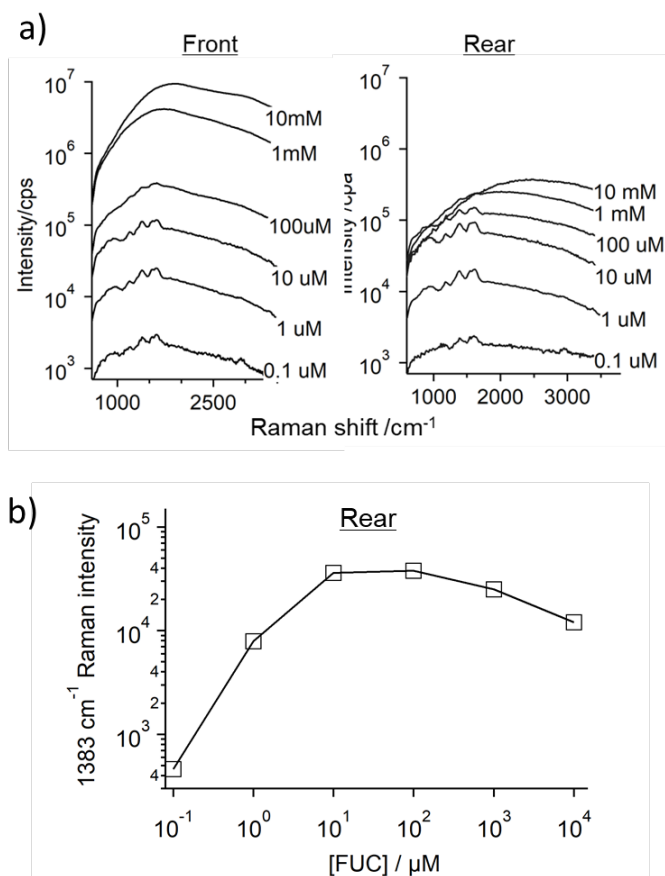 a)
Front
Rear
10⁷
10⁶
10⁵
10⁴
10³
Intensity/cps
10mM
1mM
100uM
10 uM
1 uM
0.1 uM
1000
2500
10⁷
10⁶
10⁵
10⁴
10³
Intensity /cpa
10 mM
1 mM
100 uM
10 uM
1 uM
0.1 uM
1000
2000
3000
Raman shift /cm⁻¹
b)
Rear
1383 cm⁻¹ Raman intensity
10⁵
4
2
10⁴
4
2
10³
4
10⁻¹
10⁰
10¹
10²
10³
10⁴
[FUC] / µM